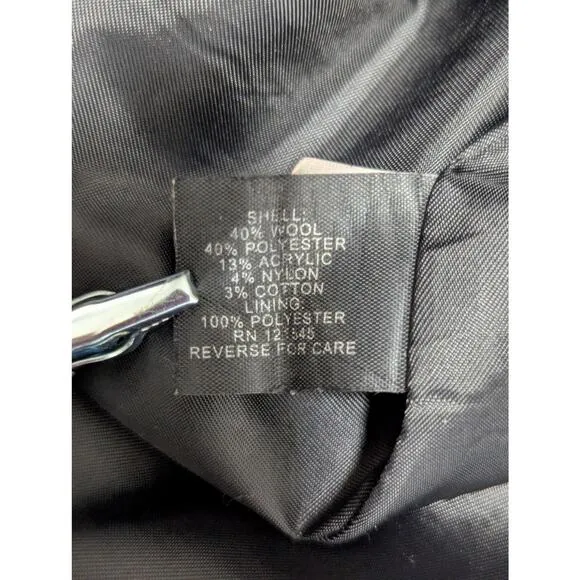 SHELL:
40% WOOL
40% POLYESTER
13% ACRYLIC
4% NYLON
3% COTTON
LINING:
100% POLYESTER
RN
REVERSE FOR CARE